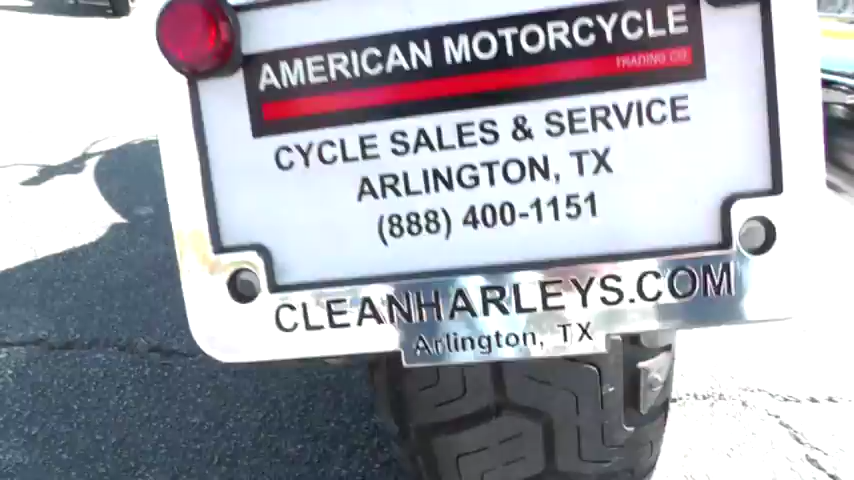 AMERICAN MOTORCYCLE
TRADING CO
CYCLE SALES & SERVICE
ARLINGTON, TX
(888) 400-1151
CLEANHARLEYS.COM
Arlington, TX